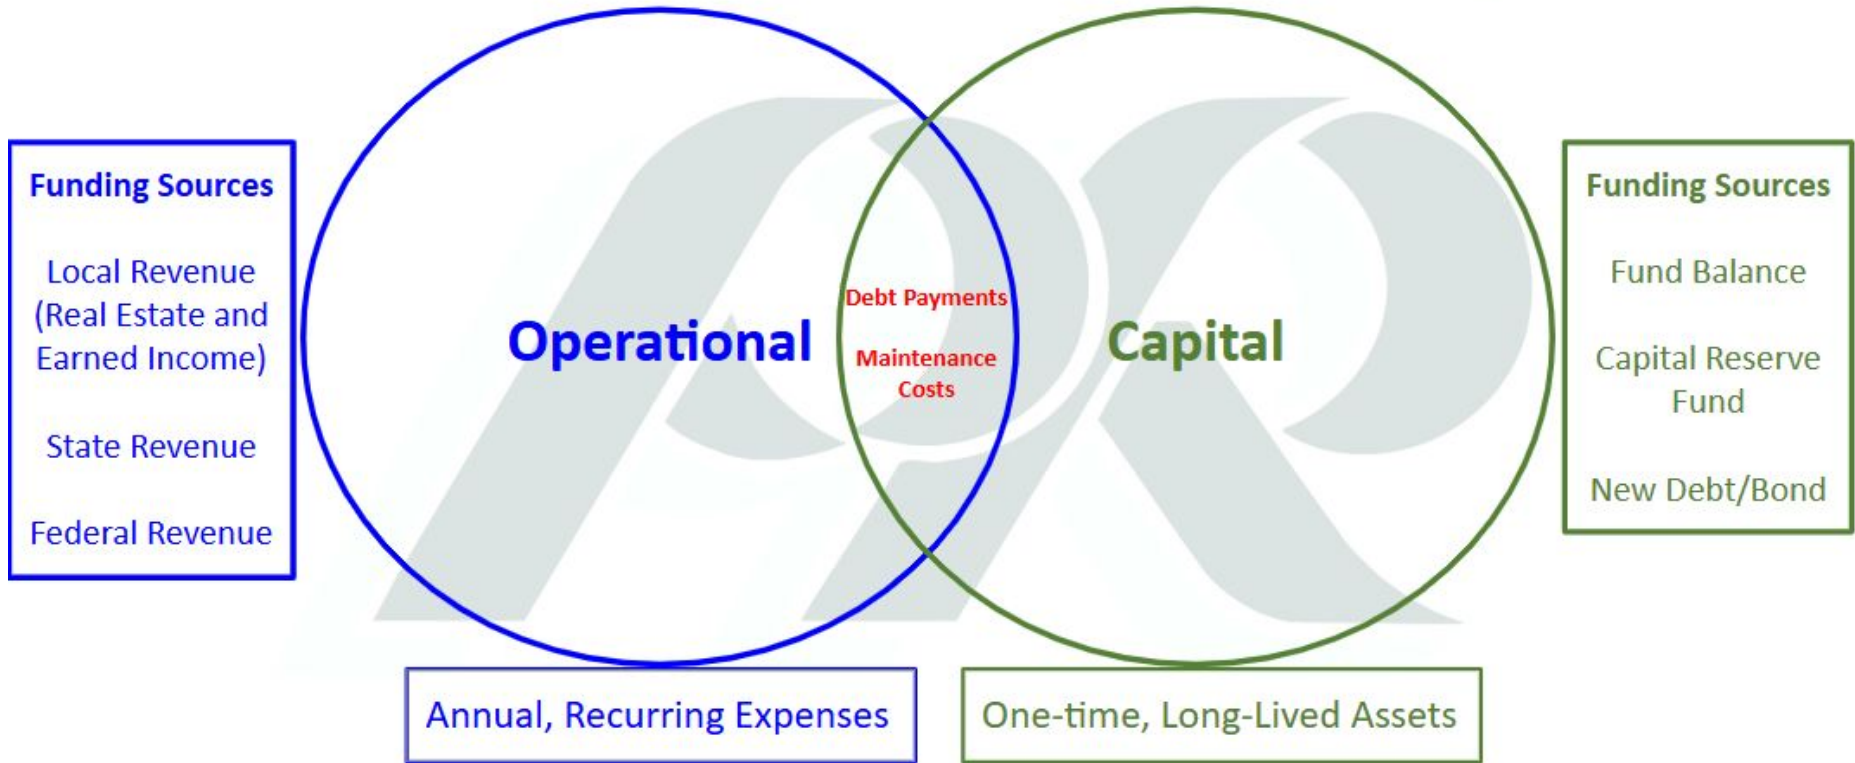 Funding Sources
Local Revenue
(Real Estate and
Earned Income)
State Revenue
Federal Revenue
Operational
Debt Payments
Maintenance
Costs
Capital
Funding Sources
Fund Balance
Capital Reserve
Fund
New Debt/Bond
Annual, Recurring Expenses
One-time, Long-Lived Assets